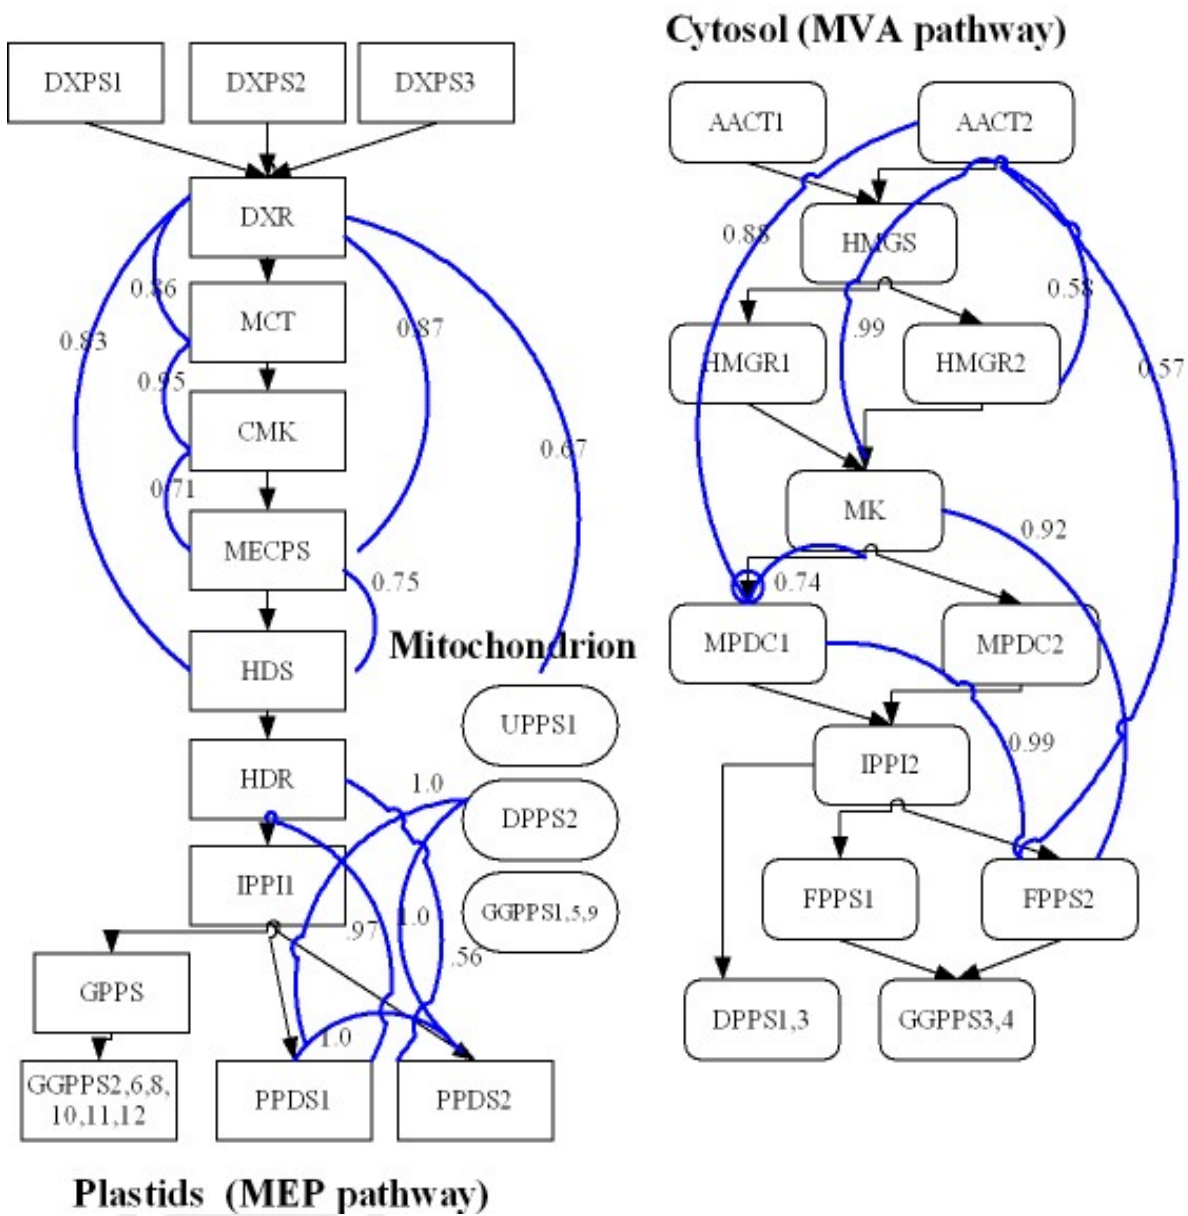 Cytosol (MVA pathway)
DXPS1
DXPS2
DXPS3
DXR
0.86
MCT
0.83
0.87
0.95
CMK
0.67
0.71
MECPS
0.75
HDS
Mitochondrion
UPPS1
HDR
1.0
DPPS2
IPPI1
GGPPS1,5,9
1.0
.97
.56
GPPS
1.0
GGPPS2,6,8,
10,11,12
PPDS1
PPDS2
Plastids (MEP pathway)
AACT1
AACT2
0.88
HMGS
0.58
.99
HMGR1
HMGR2
0.57
MK
0.92
0.74
MPDC1
MPDC2
0.99
IPPI2
FPPS1
FPPS2
DPPS1,3
GGPPS3,4